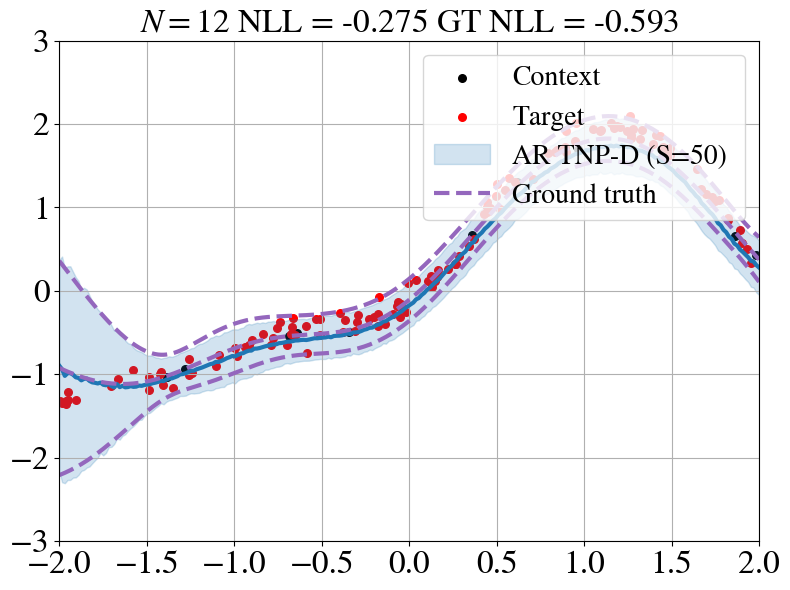 N = 12 NLL = -0.275 GT NLL = -0.593
3
2
1
0
−1
−2
−3
Context
Target
AR TNP-D (S=50)
Ground truth
−2.0 −1.5 −1.0 −0.5 0.0 0.5 1.0 1.5 2.0